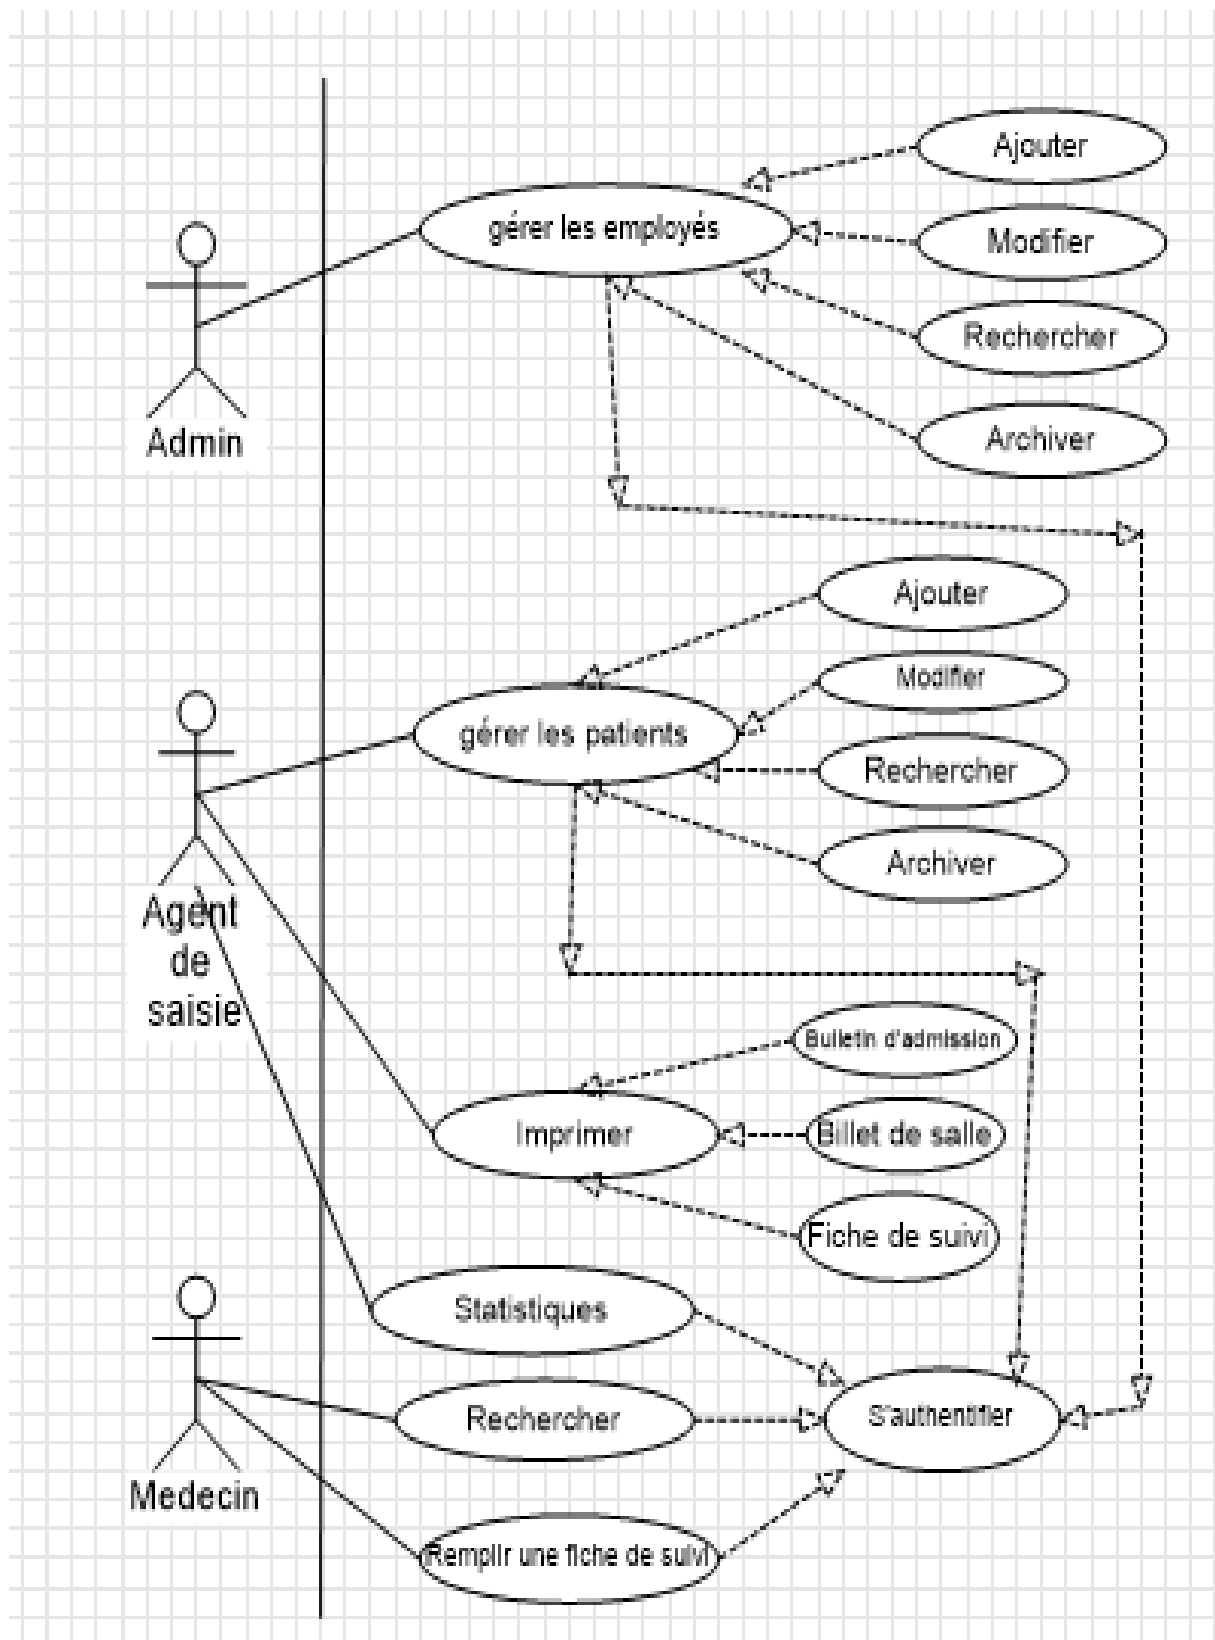 Ajouter
gérer les employés
Modifier
Rechercher
Archiver
Admin
Ajouter
Modifier
gérer les patients
Rechercher
Archiver
Agent
de
saisie
Bulletin d'admission
Imprimer
Billet de salle
Fiche de suivi
Statistiques
Rechercher
S'authentifier
Medecin
Remplir une fiche de suivi